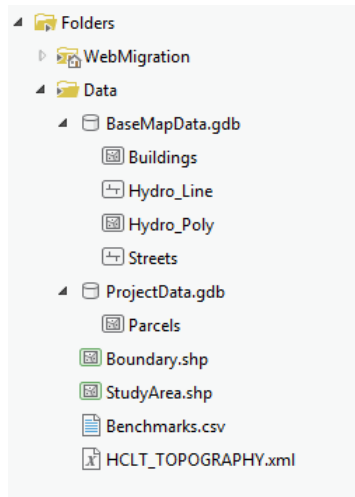 Folders
WebMigration
Data
BaseMapData.gdb
Buildings
Hydro_Line
Hydro_Poly
Streets
ProjectData.gdb
Parcels
Boundary.shp
StudyArea.shp
Benchmarks.csv
HCLT_TOPOGRAPHY.xml